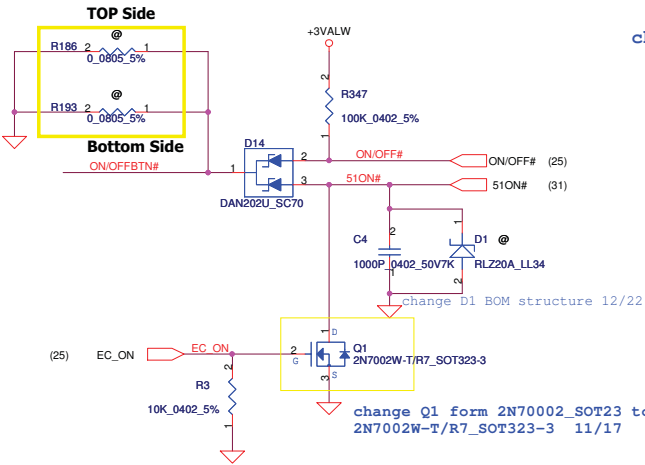 TOP Side
@
R186 2 1
0_0805_5%
@
R193 2 1
0_0805_5%
Bottom Side
ON/OFFBTN#
+3VALW
2
R347
100K_0402_5%
1
D14
1
2
3
DAN202U_SC70
ON/OFF#
ON/OFF# (25)
51ON#
51ON# (31)
2
C4
1000P_0402_50V7K
1
1
D1 @
RLZ20A_LL34
2
change D1 BOM structure 12/22
(25) EC_ON
EC_ON
2
G
1
D
Q1
2N7002W-T/R7_SOT323-3
S
3
2
R3
10K_0402_5%
1
change Q1 form 2N70002_SOT23 to
2N7002W-T/R7_SOT323-3 11/17